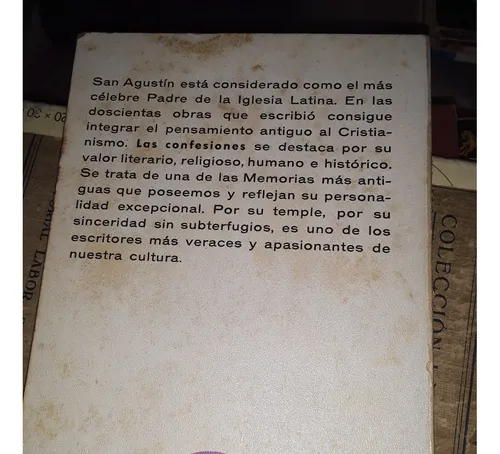 San Agustín está considerado como el más
célebre Padre de la Iglesia Latina. En las
doscientas obras que escribió consigue
integrar el pensamiento antiguo al Cristia-
nismo. Las confesiones se destaca por su
valor literario, religioso, humano e histórico.
Se trata de una de las Memorias más anti-
guas que poseemos y reflejan su persona-
lidad excepcional. Por su temple, por su
sinceridad sin subterfugios, es uno de los
escritores más veraces y apasionantes de
nuestra cultura.
20 x 30
LABOR
COLECCIÓN